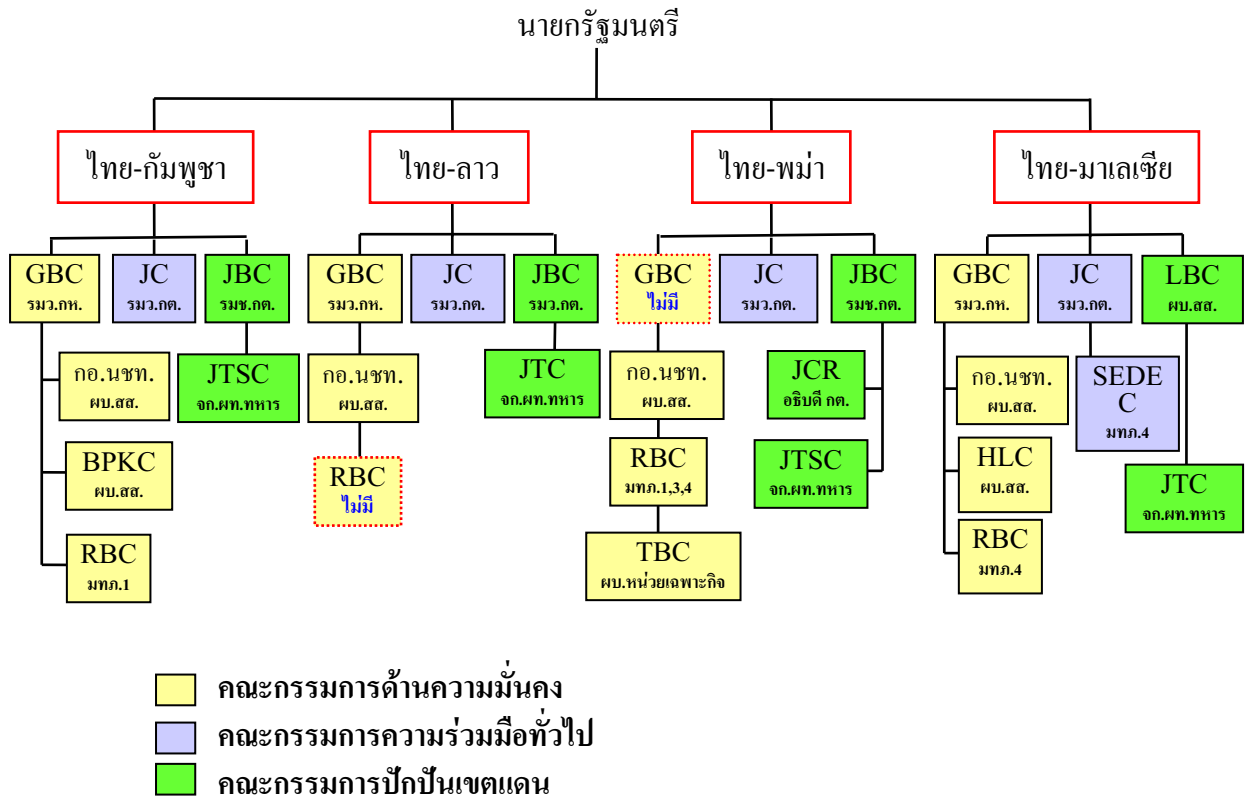 นายกรัฐมนตรี
ไทย-กัมพูชา
ไทย-ลาว
ไทย-พม่า
ไทย-มาเลเซีย
GBC
รมว.กห.
JC
รมว.กต.
JBC
รมช.กต.
กอ.นชท.
ผบ.สส.
JTSC
จก.ผท.ทหาร
BPKC
ผบ.สส.
RBC
มทภ.1
GBC
รมว.กห.
JC
รมว.กต.
JBC
รมว.กต.
กอ.นชท.
ผบ.สส.
JTC
จก.ผท.ทหาร
RBC
ไม่มี
GBC
ไม่มี
JC
รมว.กต.
JBC
รมช.กต.
กอ.นชท.
ผบ.สส.
JCR
อธิบดี กต.
RBC
มทภ.1,3,4
JTSC
จก.ผท.ทหาร
TBC
ผบ.หน่วยเฉพาะกิจ
GBC
รมว.กห.
JC
รมว.กต.
LBC
ผบ.สส.
กอ.นชท.
ผบ.สส.
SEDE
C
มทภ.4
HLC
ผบ.สส.
JTC
จก.ผท.ทหาร
RBC
มทภ.4
คณะกรรมการด้านความมั่นคง
คณะกรรมการความร่วมมือทั่วไป
คณะกรรมการปักปันเขตแดน